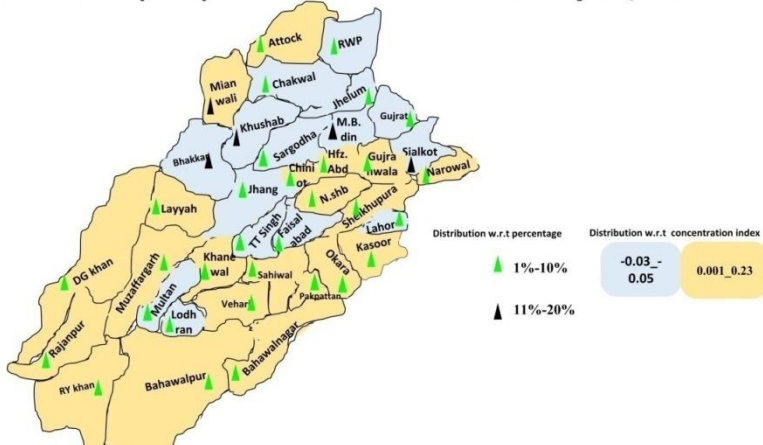 Attock
RWP
Mian
wali
Chakwal
Jhelum
Gujrat
Khushab
M.B.
din
Sialkot
Bhakkar
Sargodha
Hfz.
Abd
Gujra
nwala
Narowal
Chini
ot
Jhang
N.shb
Sheikhupura
Layyah
Lahor
TT Singh
Faisal
abad
Kasoor
DG khan
Muzaffargarh
Khane
wal
Sahiwal
Okara
Multan
Lodh
ran
Vehari
Pakpattan
Rajanpur
RY khan
Bahawalpur
Bahawalnagar
Distribution w.r.t percentage
1%-10%
11%-20%
Distribution w.r.t concentration index
-0.03_-
0.05
0.001_0.23